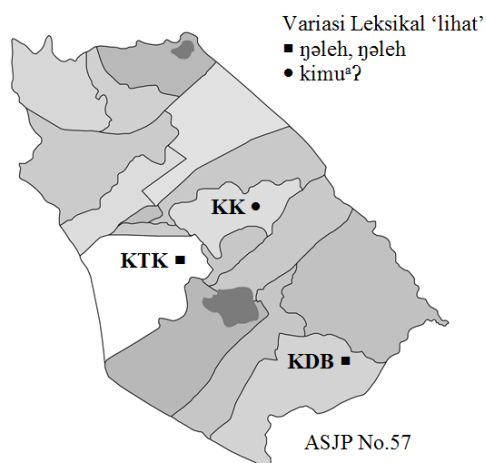 Variasi Leksikal ‘lihat’
■ ŋəleh, ŋəleh
● kimuᵃʔ
KK ●
KTK ■
KDB ■
ASJP No.57